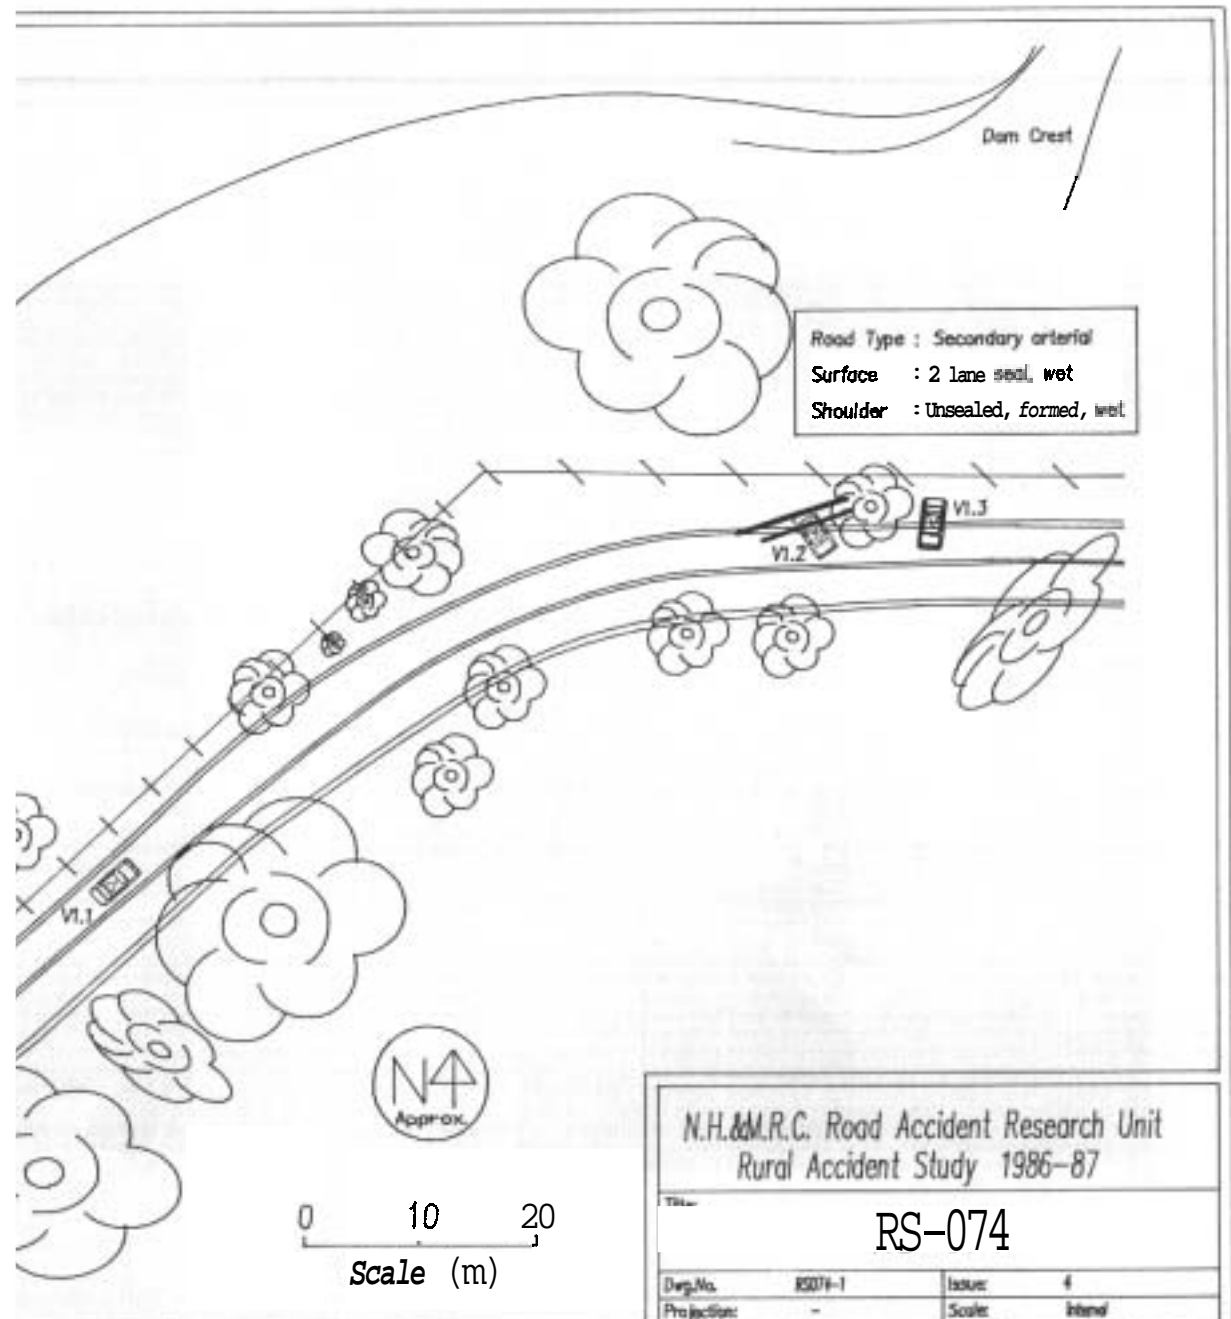 Dam Crest
Road Type : Secondary arterial
Surface : 2 lane seal, wet
Shoulder : Unsealed, formed, wet
V1.3
V1.2
V1.1
N
Approx.
0 10 20
Scale (m)
N.H.&M.R.C. Road Accident Research Unit
Rural Accident Study 1986-87
Title:
RS-074
Dwg.No. RS074-1 Issue: 4
Projection: - Scale: Internal